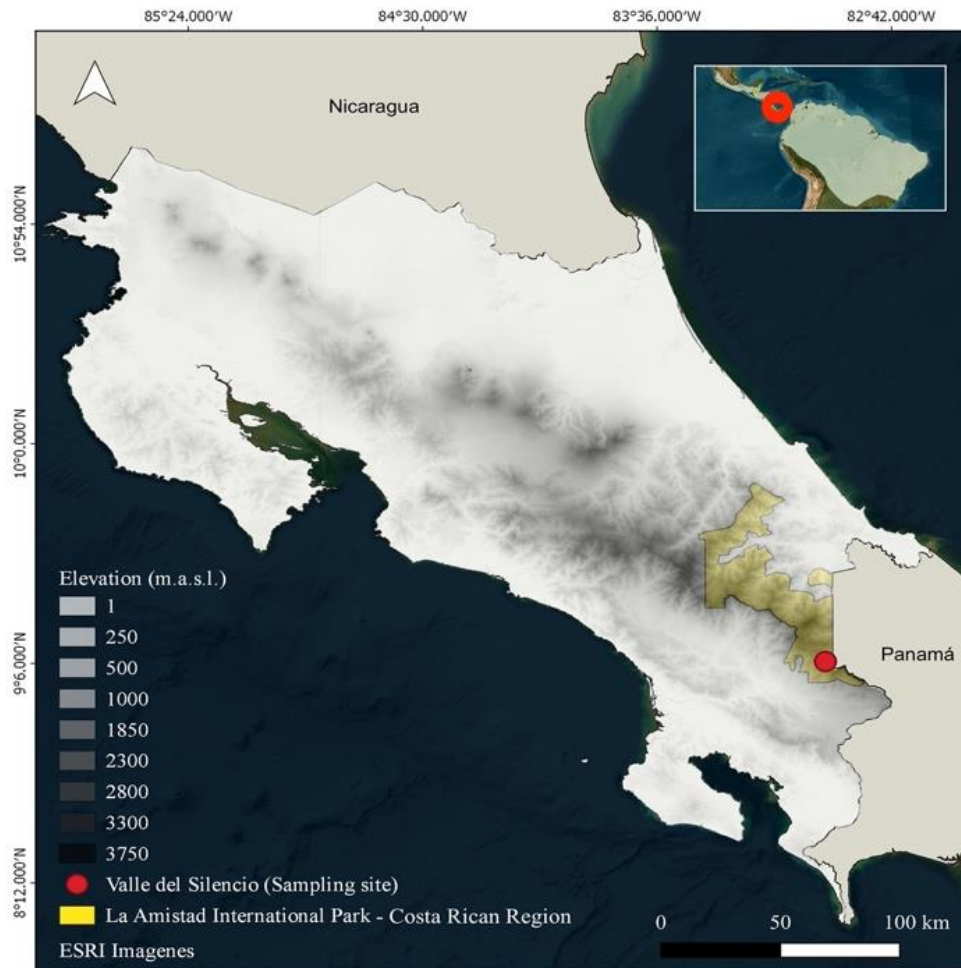 85°24.000'W 84°30.000'W 83°36.000'W 82°42.000'W
Nicaragua
10°54.000'N
10°0.000'N
Elevation (m.a.s.l.)
1
250
500
1000
1850
2300
2800
3300
3750
9°6.000'N
Panamá
8°12.000'N
Valle del Silencio (Sampling site)
La Amistad International Park - Costa Rican Region
ESRI Imagenes
0 50 100 km